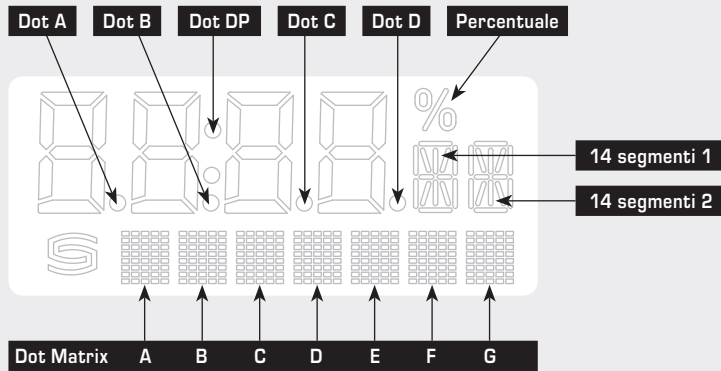 Dot A Dot B Dot DP Dot C Dot D Percentuale
%
14 segmenti 1
14 segmenti 2
Dot Matrix A B C D E F G